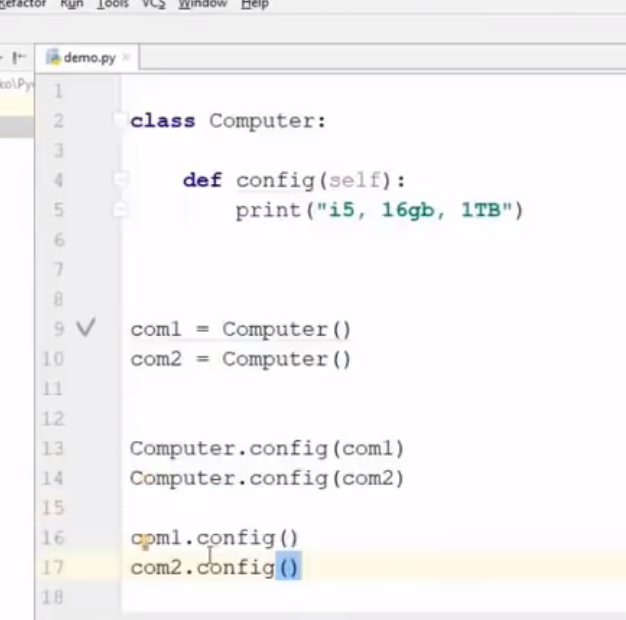 Refactor Run Tools VCS Window Help
demo.py
1
2 class Computer:
3
4 def config(self):
5 print("i5, 16gb, 1TB")
6
7
8
9 com1 = Computer()
10 com2 = Computer()
11
12
13 Computer.config(com1)
14 Computer.config(com2)
15
16 com1.config()
17 com2.config()
18